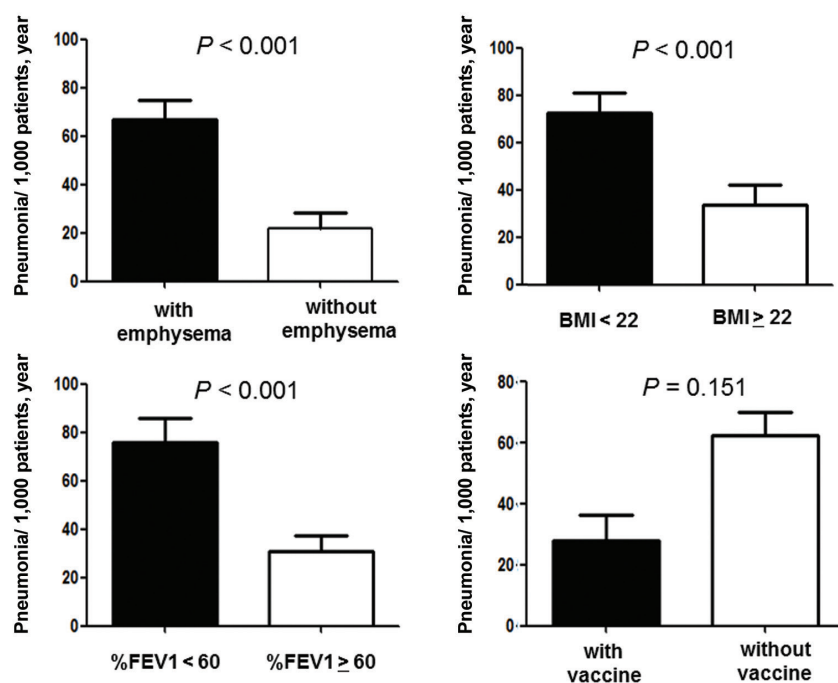 Pneumonia/ 1,000 patients, year
100
80
60
40
20
0
P < 0.001
with
emphysema
without
emphysema
Pneumonia/ 1,000 patients, year
100
80
60
40
20
0
P < 0.001
BMI < 22
BMI ≥ 22
Pneumonia/ 1,000 patients, year
100
80
60
40
20
0
P < 0.001
%FEV1 < 60
%FEV1 ≥ 60
Pneumonia/ 1,000 patients, year
80
60
40
20
0
P = 0.151
with
vaccine
without
vaccine